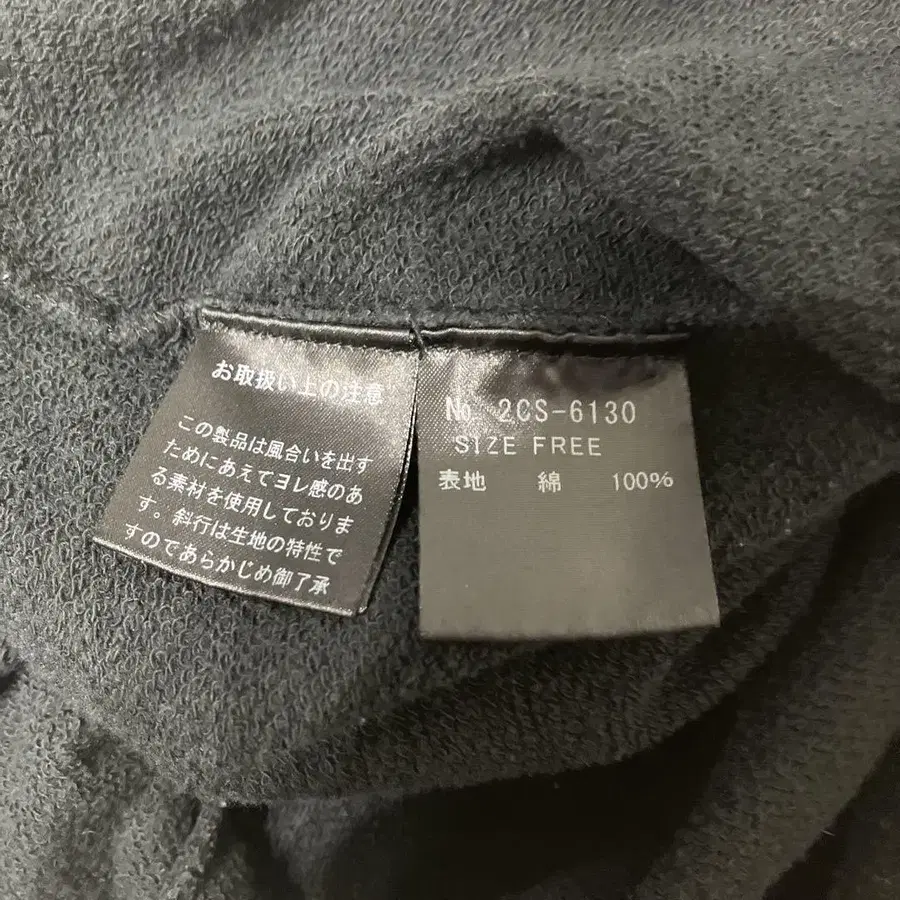 お取扱い上の注意
この製品は風合いを出す
ためにあえてヨレ感のあ
る素材を使用しておりま
す。斜行は生地の特性で
すのであらかじめ御了承
No. 2CS-6130
SIZE FREE
表地 綿 100%